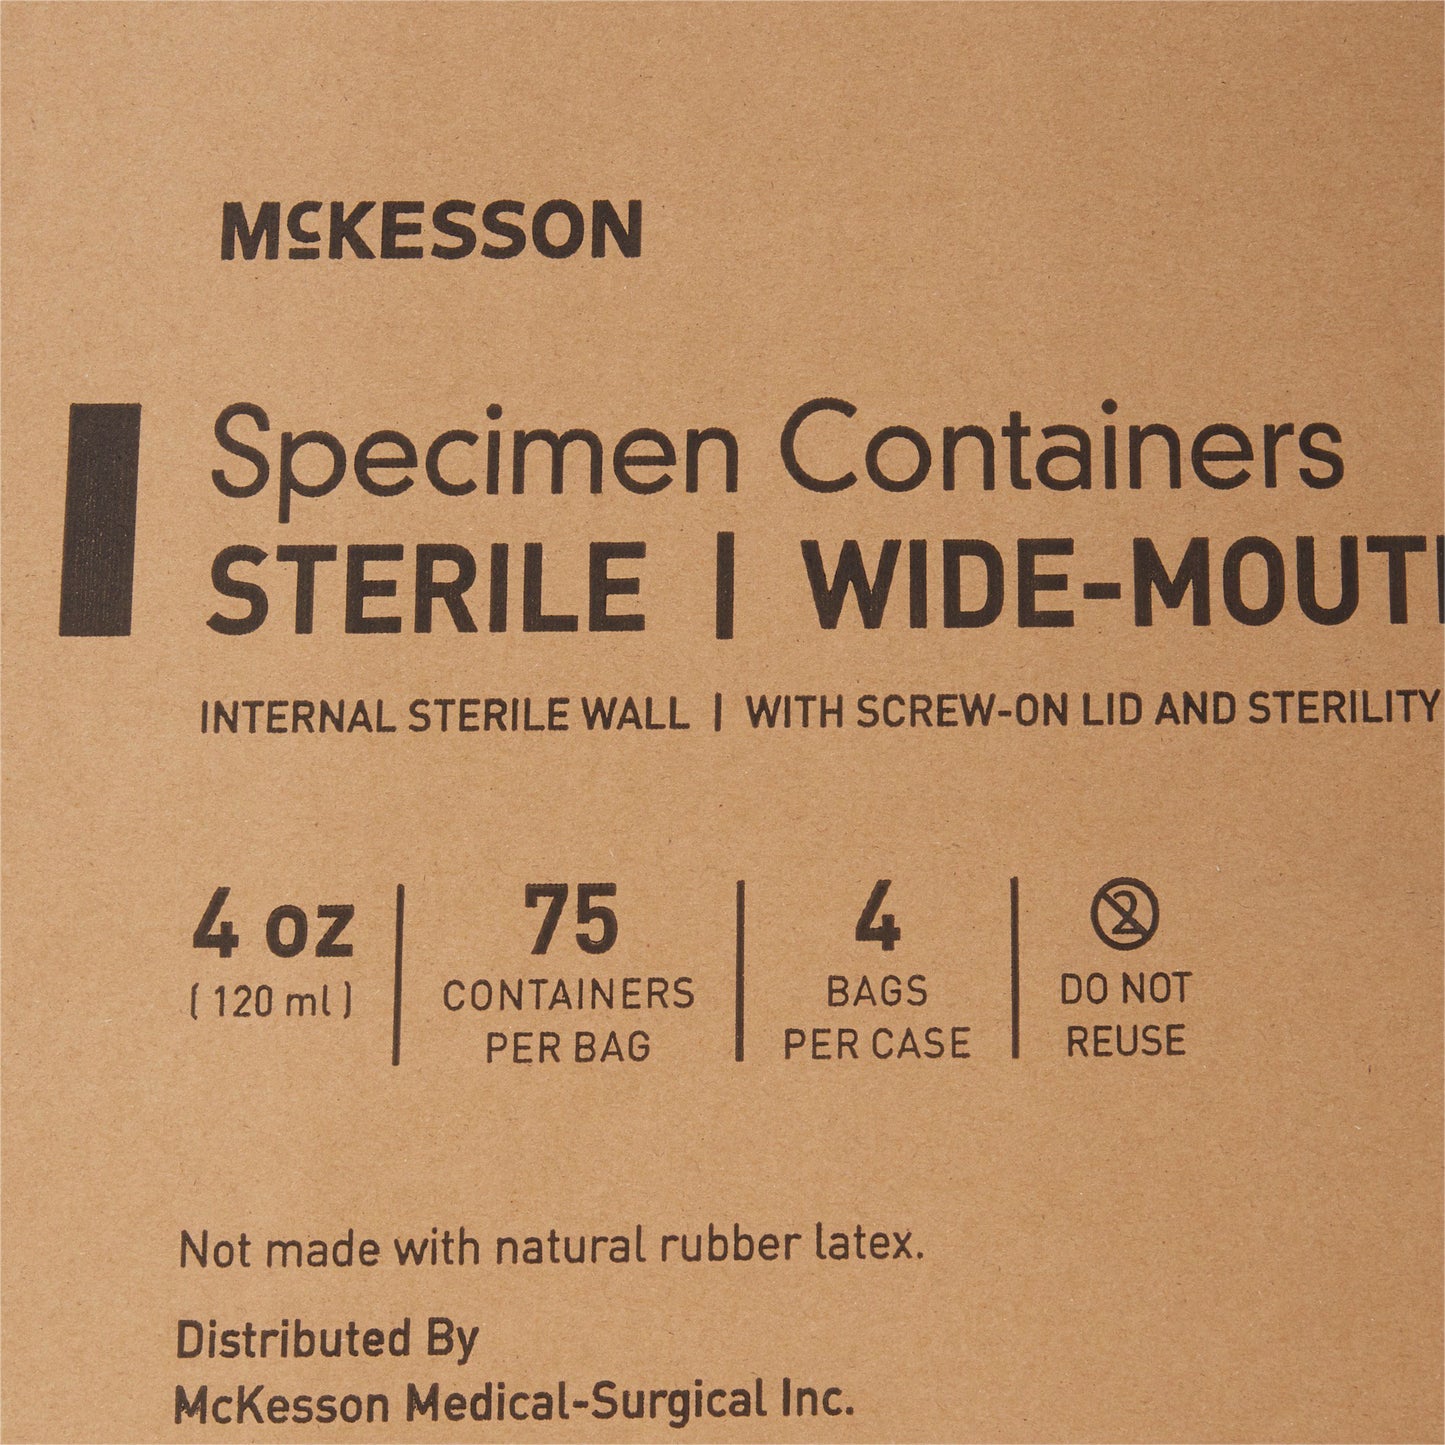 McKESSON
Specimen Containers
STERILE | WIDE-MOUT
INTERNAL STERILE WALL | WITH SCREW-ON LID AND STERILITY
4 oz
( 120 ml )
75
CONTAINERS
PER BAG
4
BAGS
PER CASE
2
DO NOT
REUSE
Not made with natural rubber latex.
Distributed By
McKesson Medical-Surgical Inc.